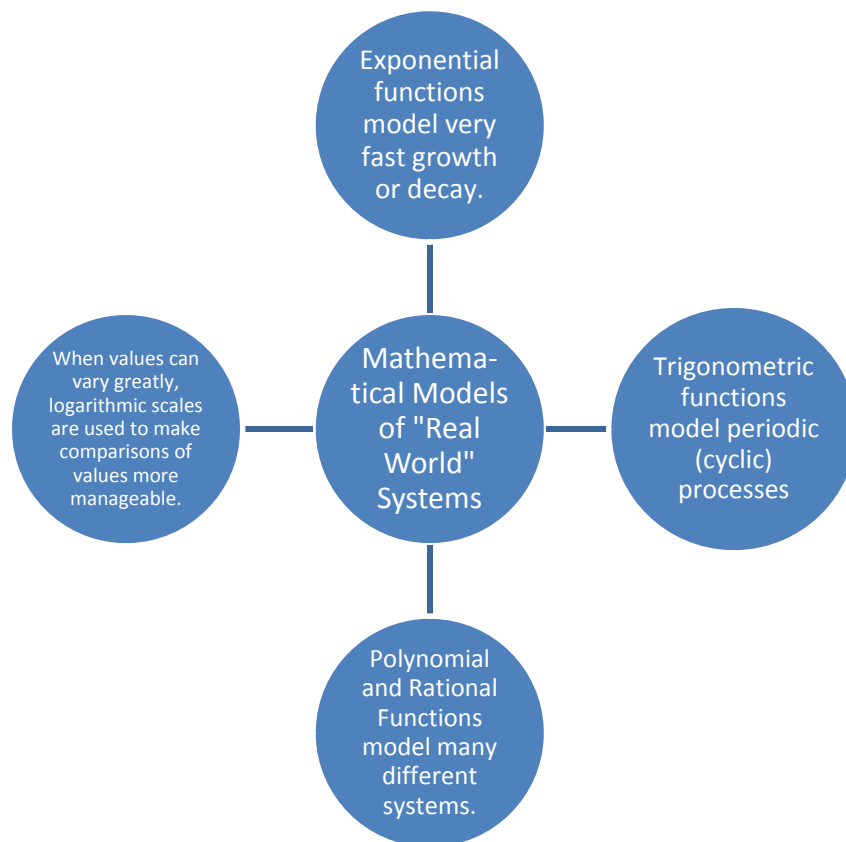 Exponential
functions
model very
fast growth
or decay.
When values can
vary greatly,
logarithmic scales
are used to make
comparisons of
values more
manageable.
Mathema-
tical Models
of "Real
World"
Systems
Trigonometric
functions
model periodic
(cyclic)
processes
Polynomial
and Rational
Functions
model many
different
systems.